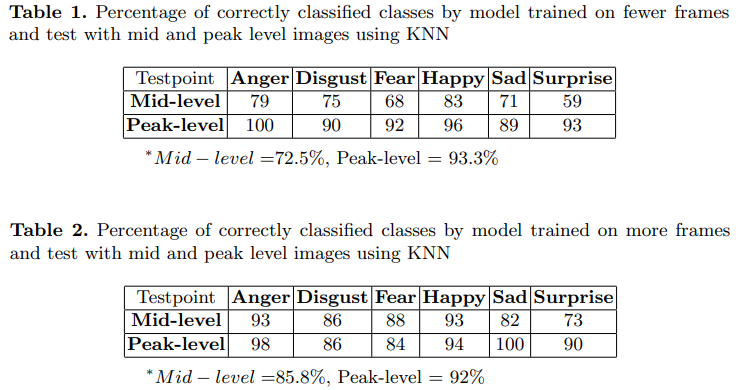 Table 1. Percentage of correctly classified classes by model trained on fewer frames
and test with mid and peak level images using KNN
Testpoint Anger Disgust Fear Happy Sad Surprise
Mid-level 79 75 68 83 71 59
Peak-level 100 90 92 96 89 93
*Mid – level =72.5%, Peak-level = 93.3%
Table 2. Percentage of correctly classified classes by model trained on more frames
and test with mid and peak level images using KNN
Testpoint Anger Disgust Fear Happy Sad Surprise
Mid-level 93 86 88 93 82 73
Peak-level 98 86 84 94 100 90
*Mid – level =85.8%, Peak-level = 92%